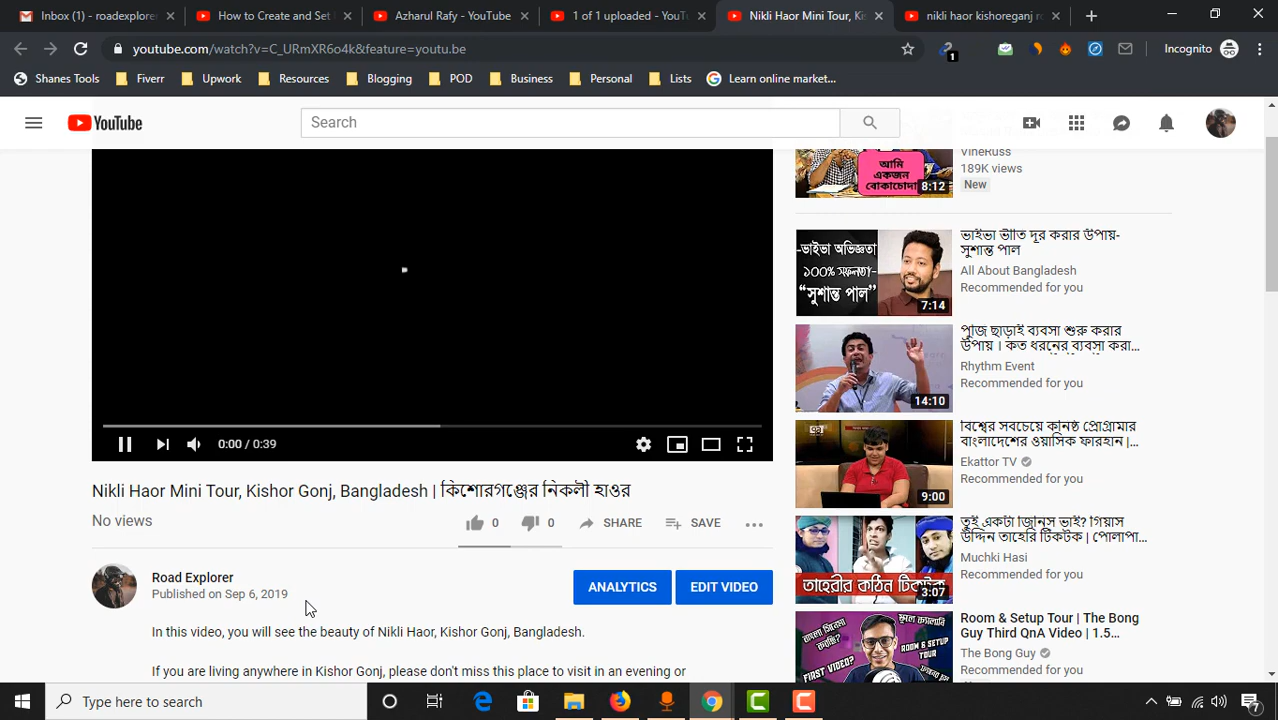 Inbox (1) - roadexplorer
How to Create and Set
Azharul Rafy - YouTube
1 of 1 uploaded - YouTu
Nikli Haor Mini Tour, Kis
nikli haor kishoreganj ro
youtube.com/watch?v=C_URmXR6o4k&feature=youtu.be
1
Incognito
Shanes Tools
Fiverr
Upwork
Resources
Blogging
POD
Business
Personal
Lists
Learn online market...
YouTube
Search
VineRuss
189K views
New
আমি
একজন
বোকাচোদা
8:12
ভাইভা ভীতি দূর করার উপায়-
সুশান্ত পাল
All About Bangladesh
Recommended for you
-ভাইভা অভিজ্ঞতা
১০০% সফলতা-
"সুশান্ত পাল"
7:14
পুঁজি ছাড়াই ব্যবসা শুরু করার
উপায় । কত ধরনের ব্যবসা করা...
Rhythm Event
Recommended for you
14:10
0:00 / 0:39
বিশ্বের সবচেয়ে কনিষ্ঠ প্রোগ্রামার
বাংলাদেশের ওয়াসিক ফারহান |...
Ekattor TV
Recommended for you
9:00
Nikli Haor Mini Tour, Kishor Gonj, Bangladesh | কিশোরগঞ্জের নিকলী হাওর
No views
0
0
SHARE
SAVE
তুই একটা জিনিস ভাই? গিয়াস
উদ্দিন তাহেরি টিকটক | পোলাপা...
Muchki Hasi
Recommended for you
তাহেরীর কঠিন টিকটক
3:07
Road Explorer
Published on Sep 6, 2019
ANALYTICS
EDIT VIDEO
In this video, you will see the beauty of Nikli Haor, Kishor Gonj, Bangladesh.
If you are living anywhere in Kishor Gonj, please don't miss this place to visit in an evening or
Room & Setup Tour | The Bong
Guy Third QnA Video | 1.5...
The Bong Guy
Recommended for you
FIRST VIDEO?
ROOM & SETUP
TOUR
Type here to search
7